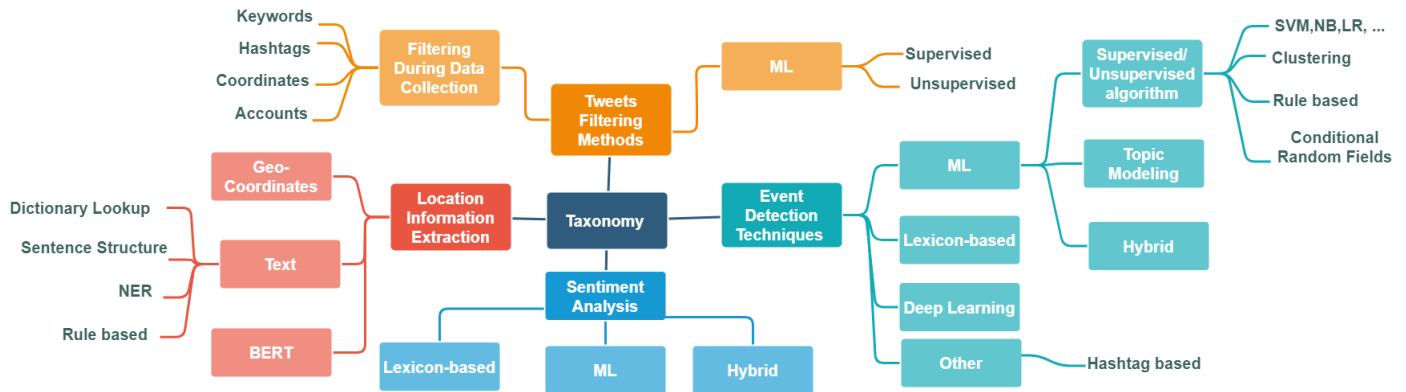 Keywords
Hashtags
Coordinates
Accounts
Filtering
During Data
Collection
Tweets
Filtering
Methods
ML
Supervised
Unsupervised
Supervised/
Unsupervised
algorithm
SVM,NB,LR, ...
Clustering
Rule based
Conditional
Random Fields
Geo-
Coordinates
Dictionary Lookup
Sentence Structure
NER
Rule based
Text
BERT
Location
Information
Extraction
Taxonomy
Event
Detection
Techniques
ML
Topic
Modeling
Hybrid
Lexicon-based
Deep Learning
Other
Hashtag based
Sentiment
Analysis
Lexicon-based
ML
Hybrid